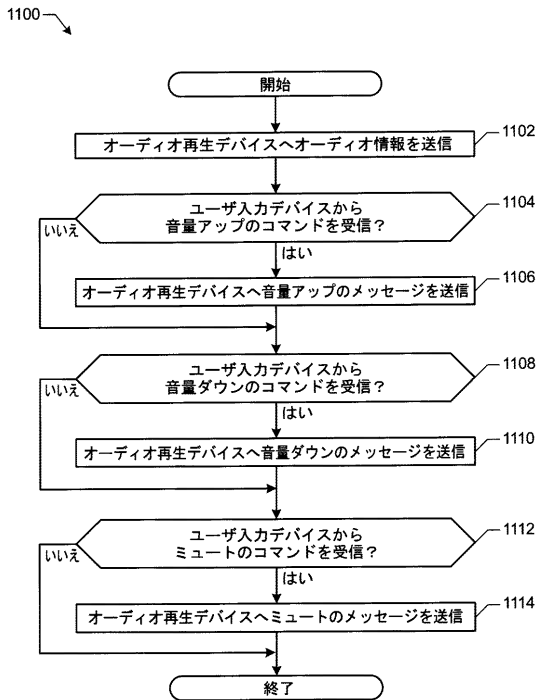 1100
開始
オーディオ再生デバイスへオーディオ情報を送信
1102
ユーザ入力デバイスから
音量アップのコマンドを受信？
1104
いいえ
はい
オーディオ再生デバイスへ音量アップのメッセージを送信
1106
ユーザ入力デバイスから
音量ダウンのコマンドを受信？
1108
いいえ
はい
オーディオ再生デバイスへ音量ダウンのメッセージを送信
1110
ユーザ入力デバイスから
ミュートのコマンドを受信？
1112
いいえ
はい
オーディオ再生デバイスへミュートのメッセージを送信
1114
終了